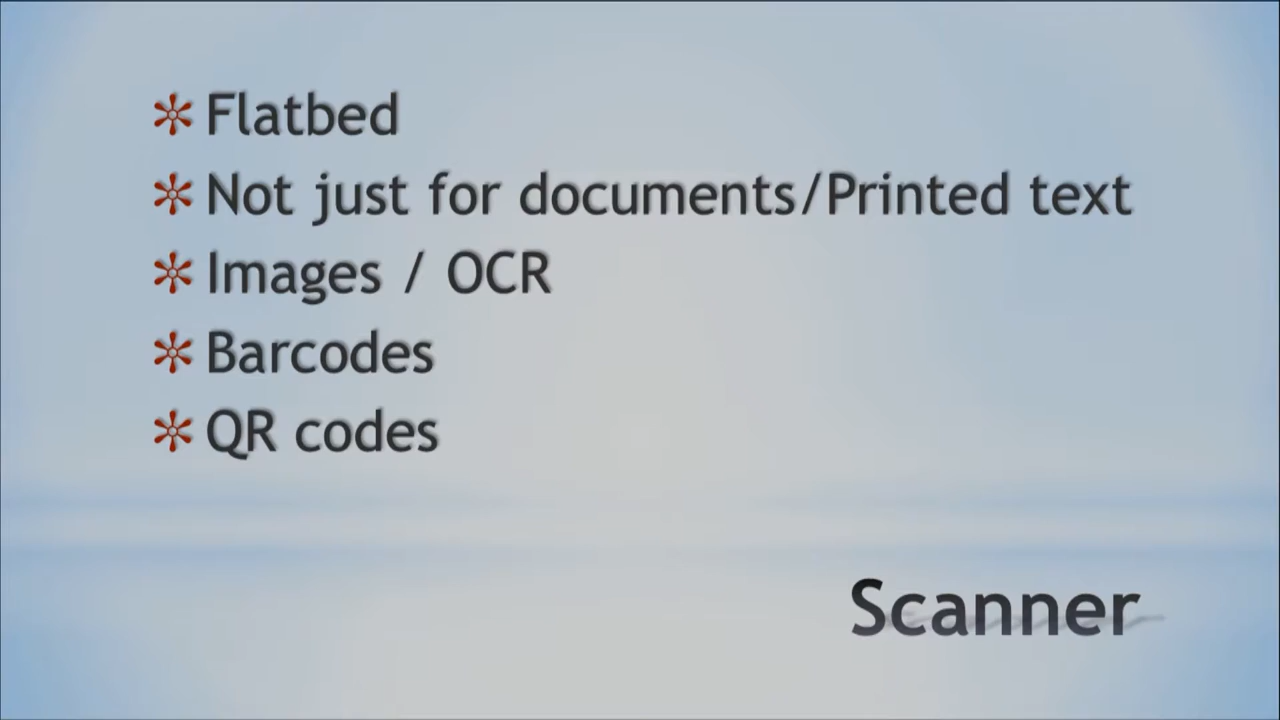 Flatbed
Not just for documents/Printed text
Images / OCR
Barcodes
QR codes
Scanner